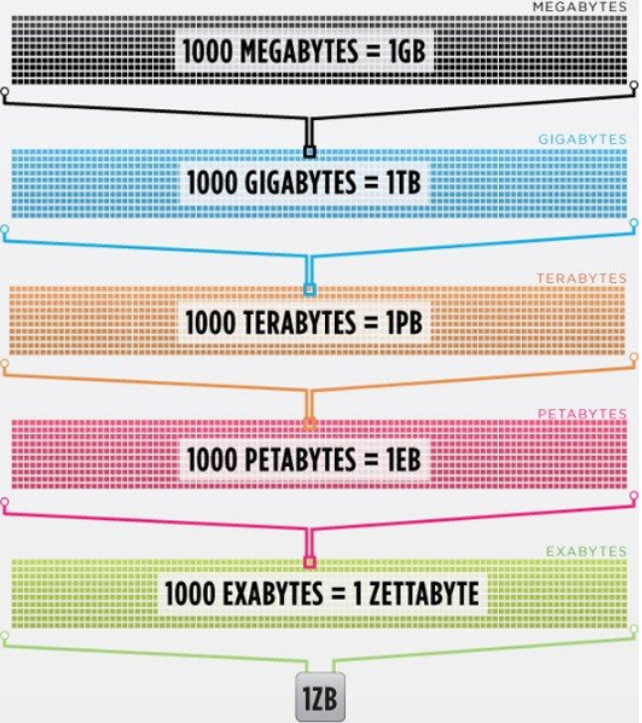 MEGABYTES
1000 MEGABYTES = 1GB
GIGABYTES
1000 GIGABYTES = 1TB
TERABYTES
1000 TERABYTES = 1PB
PETABYTES
1000 PETABYTES = 1EB
EXABYTES
1000 EXABYTES = 1 ZETTABYTE
1ZB